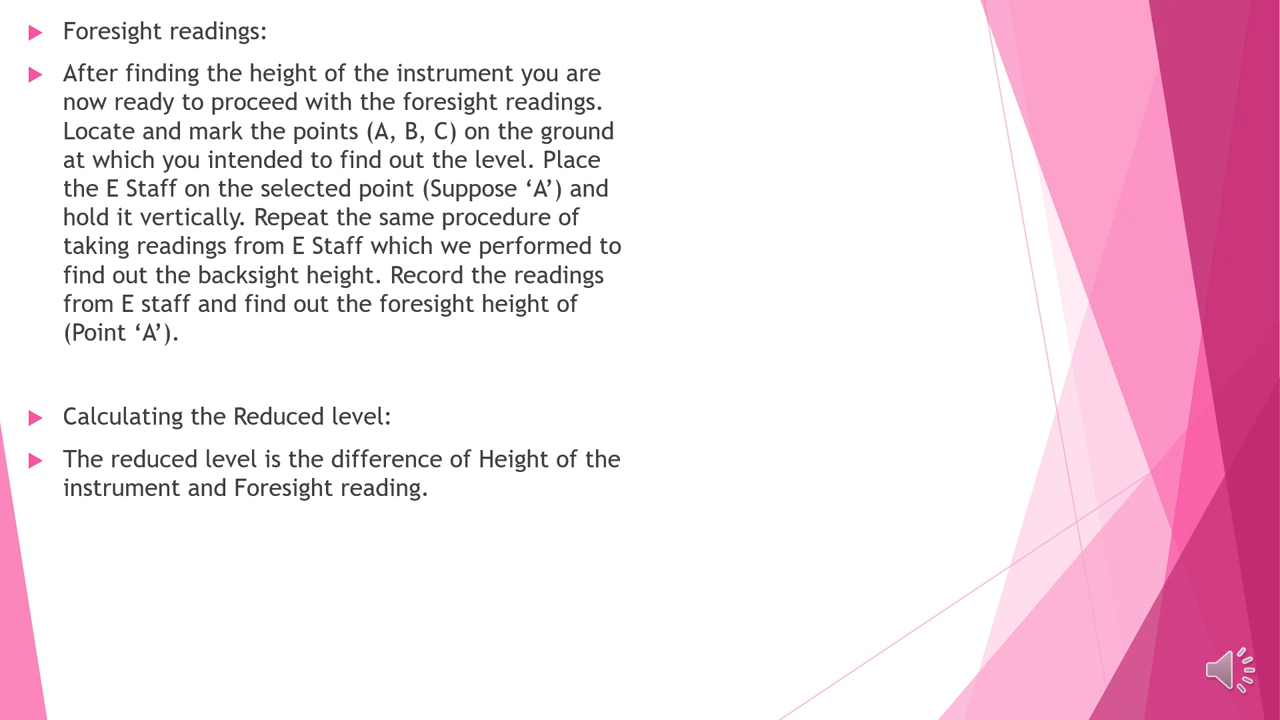 Foresight readings:
After finding the height of the instrument you are
now ready to proceed with the foresight readings.
Locate and mark the points (A, B, C) on the ground
at which you intended to find out the level. Place
the E Staff on the selected point (Suppose ‘A’) and
hold it vertically. Repeat the same procedure of
taking readings from E Staff which we performed to
find out the backsight height. Record the readings
from E staff and find out the foresight height of
(Point ‘A’).
Calculating the Reduced level:
The reduced level is the difference of Height of the
instrument and Foresight reading.